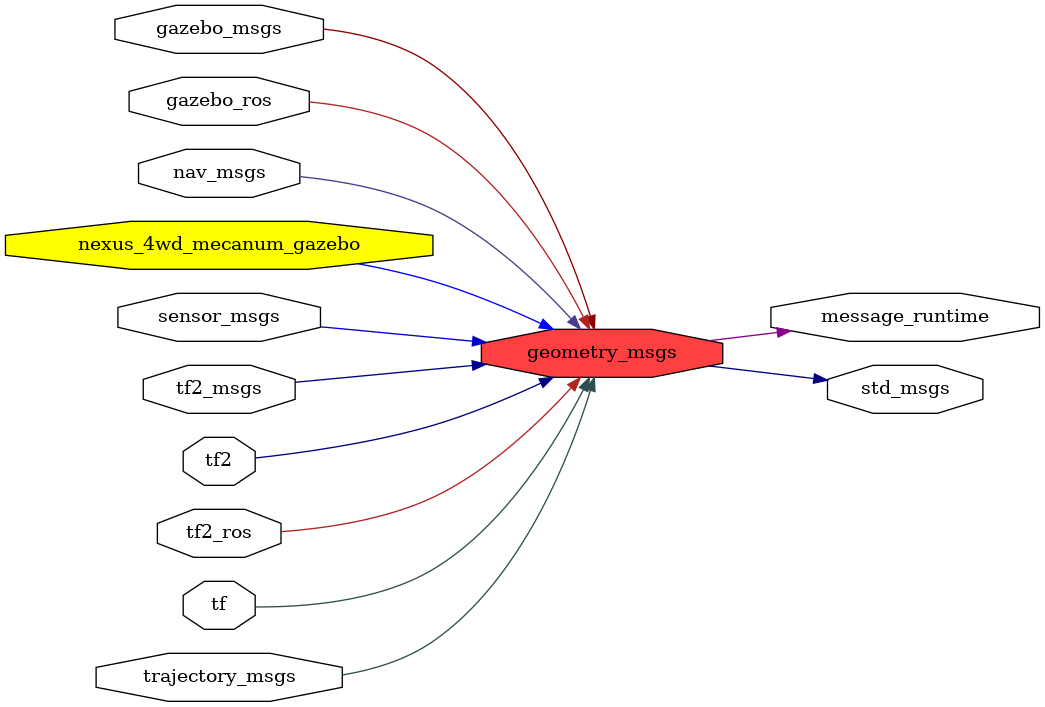 gazebo_msgs
gazebo_ros
nav_msgs
nexus_4wd_mecanum_gazebo
sensor_msgs
tf2_msgs
tf2
tf2_ros
tf
trajectory_msgs
geometry_msgs
message_runtime
std_msgs